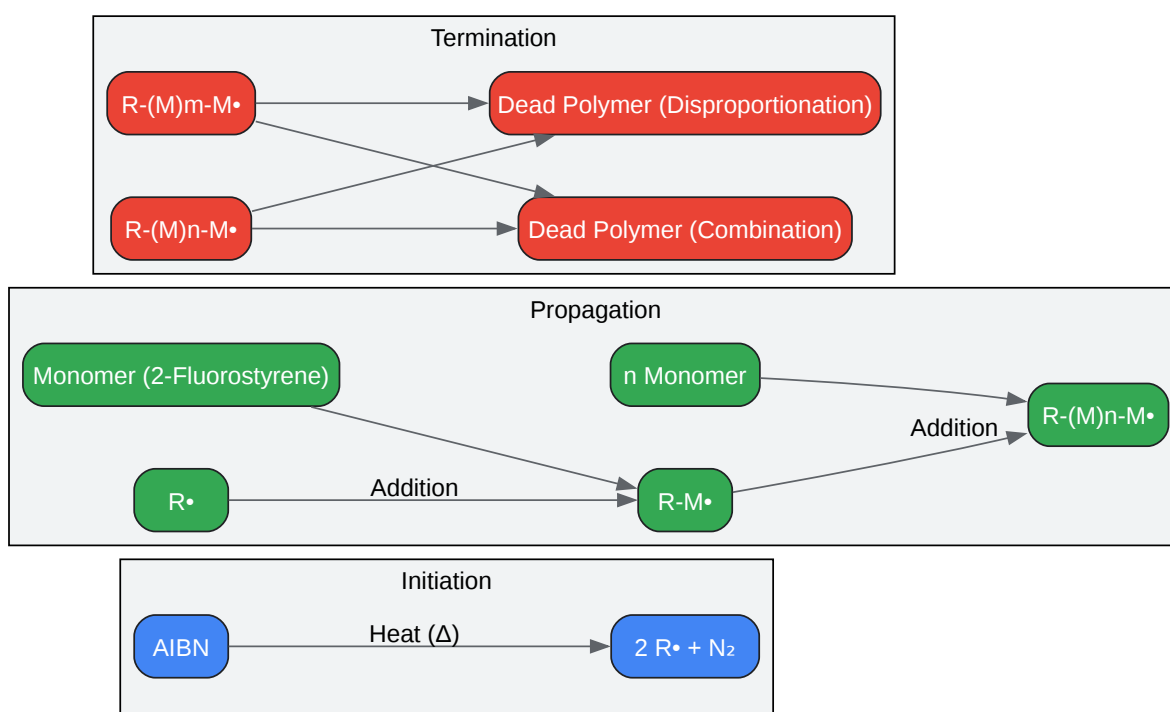 Termination
R-(M)m-M•
Dead Polymer (Disproportionation)
R-(M)n-M•
Dead Polymer (Combination)
Propagation
Monomer (2-Fluorostyrene)
n Monomer
R-(M)n-M•
Addition
R•
Addition
R-M•
Initiation
AIBN
Heat (Δ)
2 R• + N₂